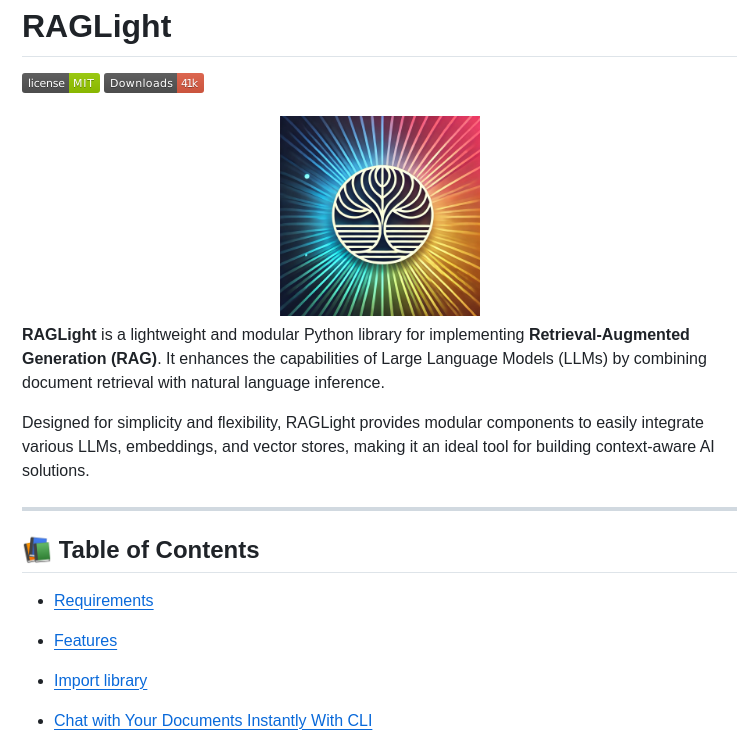 RAGLight
license MIT Downloads 41k
RAGLight is a lightweight and modular Python library for implementing Retrieval-Augmented
Generation (RAG). It enhances the capabilities of Large Language Models (LLMs) by combining
document retrieval with natural language inference.
Designed for simplicity and flexibility, RAGLight provides modular components to easily integrate
various LLMs, embeddings, and vector stores, making it an ideal tool for building context-aware AI
solutions.
📚 Table of Contents
• Requirements
• Features
• Import library
• Chat with Your Documents Instantly With CLI